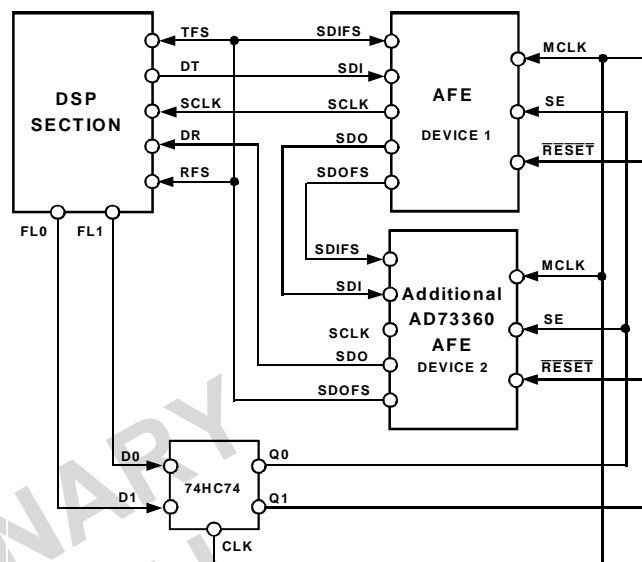 TFS
SDIFS
DT
SDI
SCLK
SCLK
DR
SDO
RFS
SDOFS
DSP
SECTION
FL0
FL1
AFE
DEVICE 1
MCLK
SE
RESET
SDIFS
SDI
SCLK
SDO
SDOFS
Additional
AD73360
AFE
DEVICE 2
MCLK
SE
RESET
D0
D1
74HC74
Q0
Q1
CLK
NARY